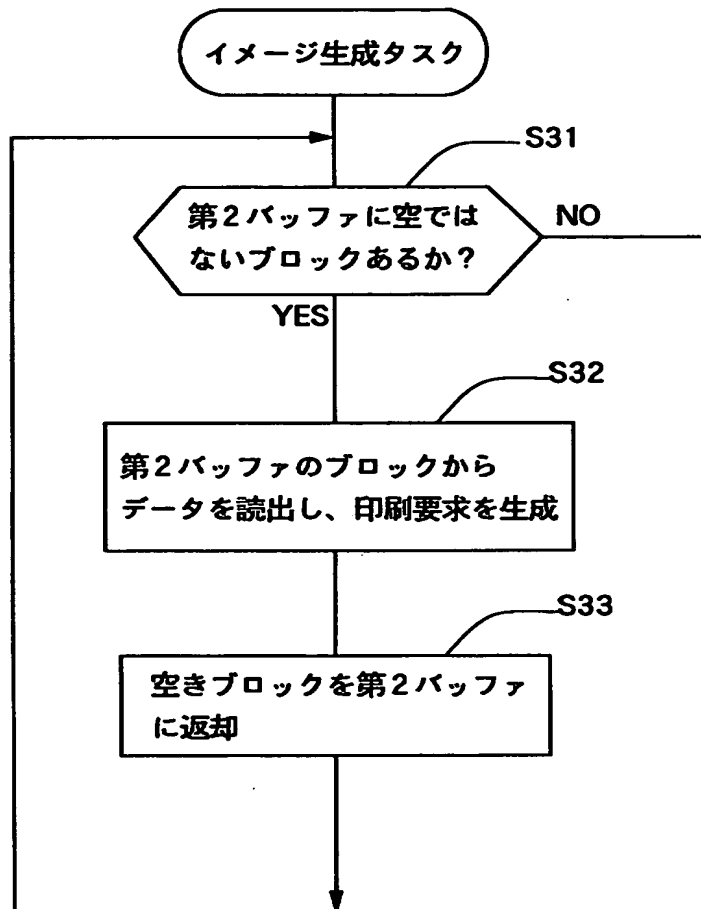 イメージ生成タスク
S31
第2バッファに空では
ないブロックあるか?
NO
YES
S32
第2バッファのブロックから
データを読出し、印刷要求を生成
S33
空きブロックを第2バッファ
に返却